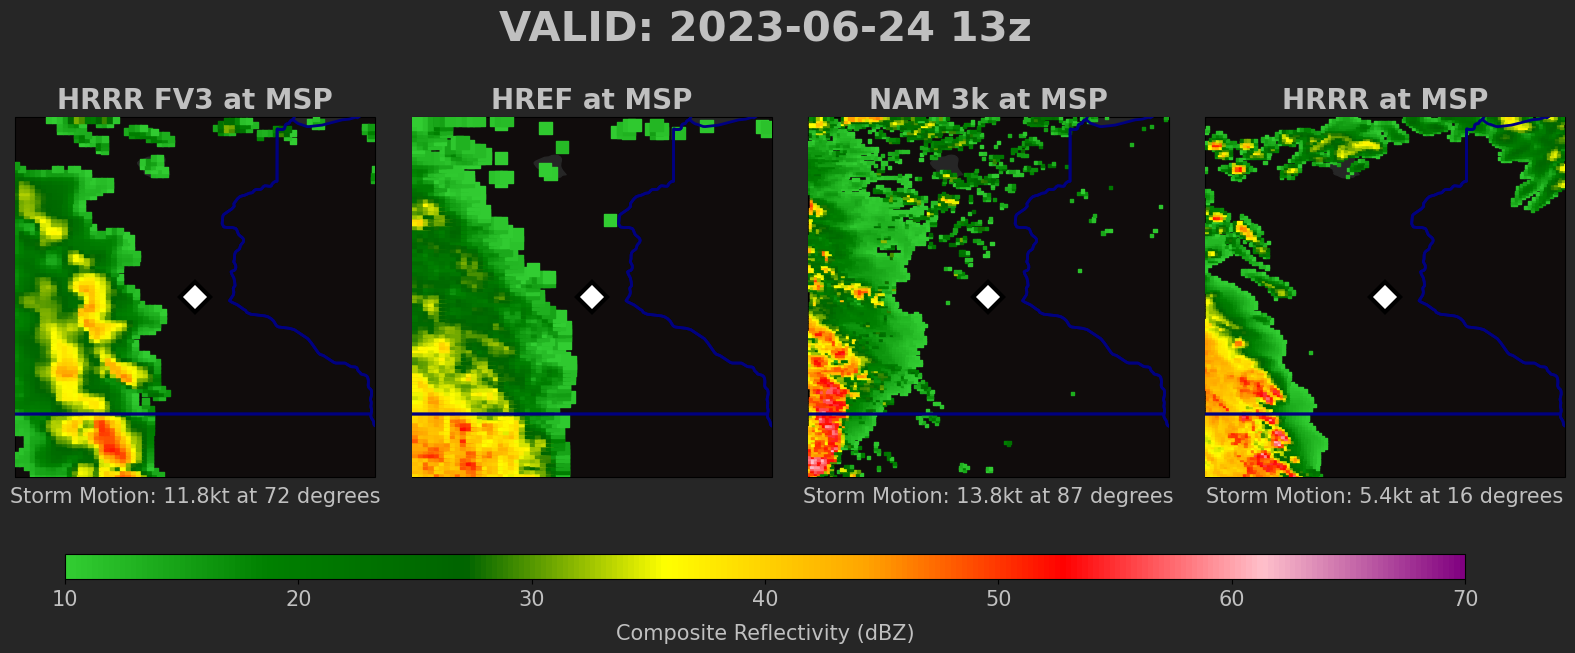 VALID: 2023-06-24 13z
HRRR FV3 at MSP
HREF at MSP
NAM 3k at MSP
HRRR at MSP
Storm Motion: 11.8kt at 72 degrees
Storm Motion: 13.8kt at 87 degrees
Storm Motion: 5.4kt at 16 degrees
10 20 30 40 50 60 70
Composite Reflectivity (dBZ)